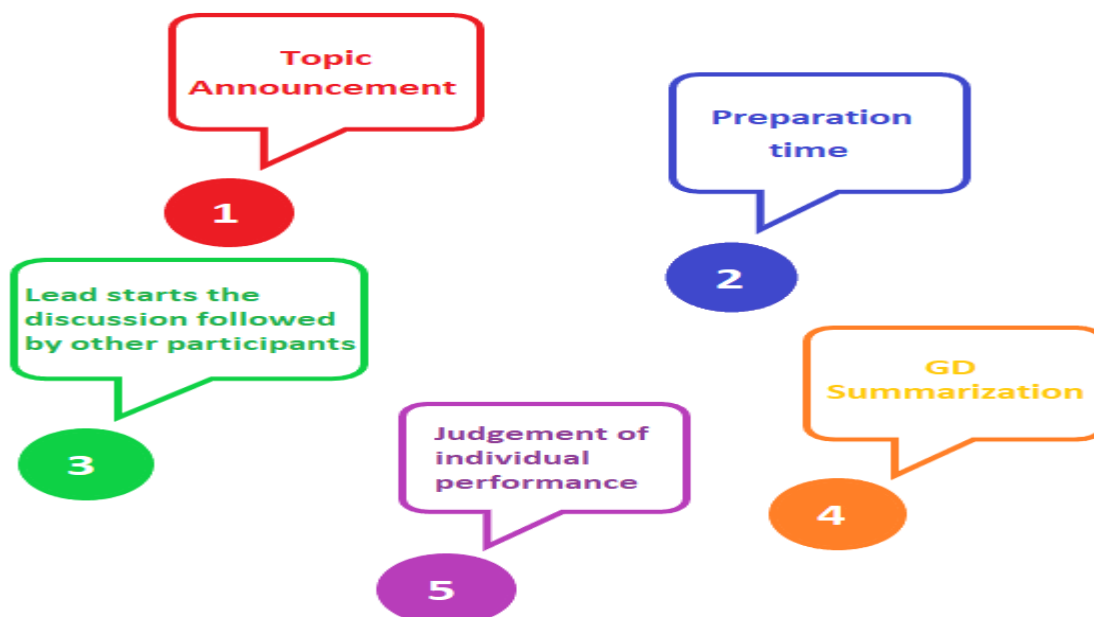 Topic
Announcement
1
Preparation
time
2
Lead starts the
discussion followed
by other participants
3
GD
Summarization
4
Judgement of
individual
performance
5